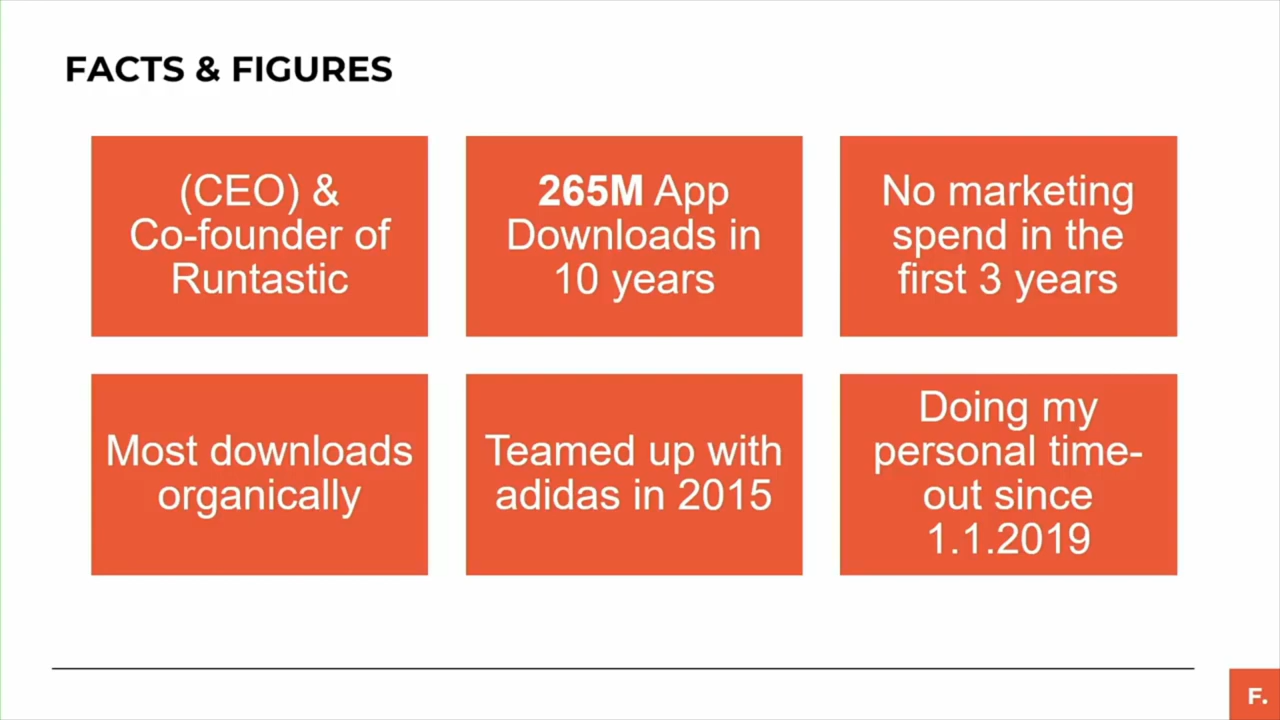 FACTS & FIGURES
(CEO) &
Co-founder of
Runtastic
265M App
Downloads in
10 years
No marketing
spend in the
first 3 years
Most downloads
organically
Teamed up with
adidas in 2015
Doing my
personal time-
out since
1.1.2019
F.